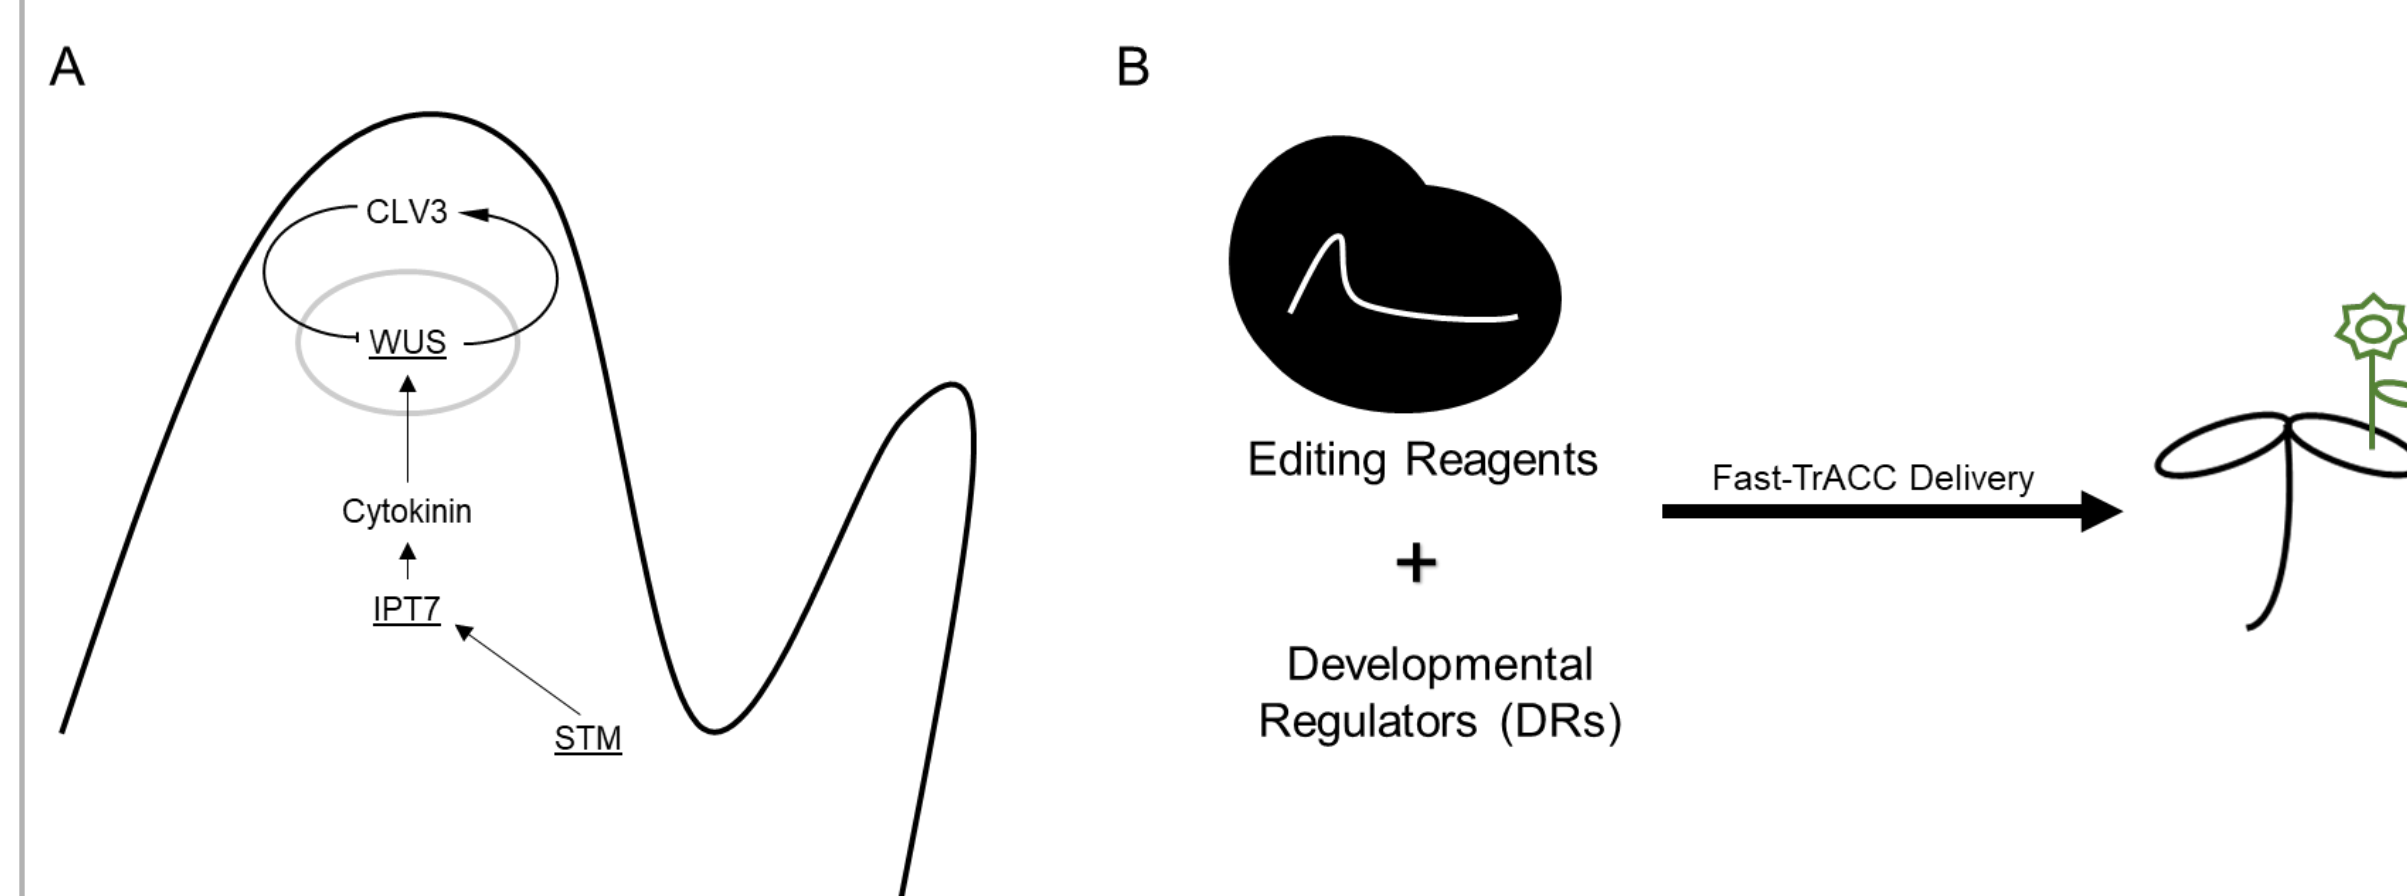 A
CLV3
WUS
Cytokinin
IPT7
STM
B
Editing Reagents
+
Developmental
Regulators (DRs)
Fast-TrACC Delivery